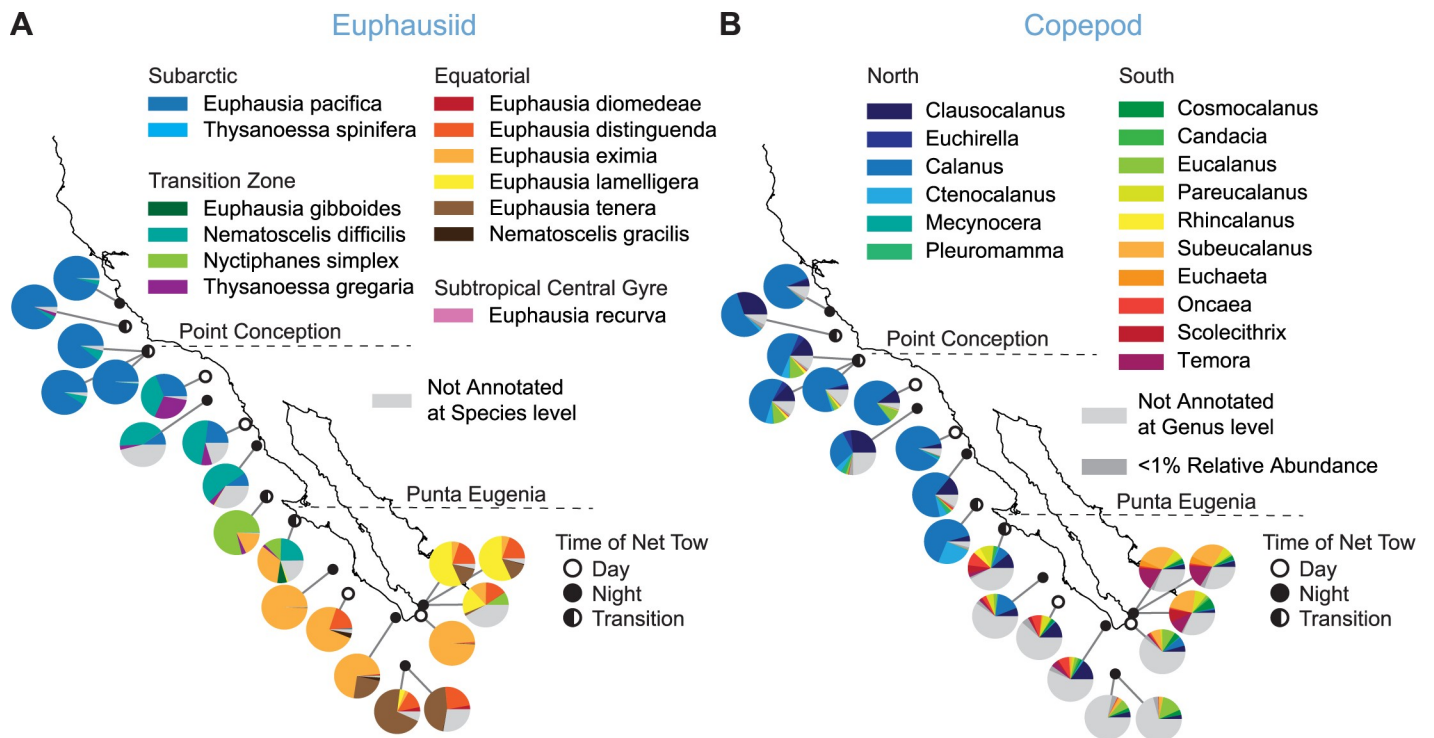 A
Euphausiid
Subarctic
Euphausia pacifica
Thysanoessa spinifera
Transition Zone
Euphausia gibboides
Nematoscelis difficilis
Nyctiphanes simplex
Thysanoessa gregaria
Equatorial
Euphausia diomedeae
Euphausia distinguenda
Euphausia eximia
Euphausia lamelligera
Euphausia tenera
Nematoscelis gracilis
Subtropical Central Gyre
Euphausia recurva
Point Conception
Not Annotated
at Species level
Punta Eugenia
Time of Net Tow
Day
Night
Transition
B
Copepod
North
Clausocalanus
Euchirella
Calanus
Ctenocalanus
Mecynocera
Pleuromamma
South
Cosmocalanus
Candacia
Eucalanus
Pareucalanus
Rhincalanus
Subeucalanus
Euchaeta
Oncaea
Scolecithrix
Temora
Point Conception
Not Annotated
at Genus level
<1% Relative Abundance
Punta Eugenia
Time of Net Tow
Day
Night
Transition